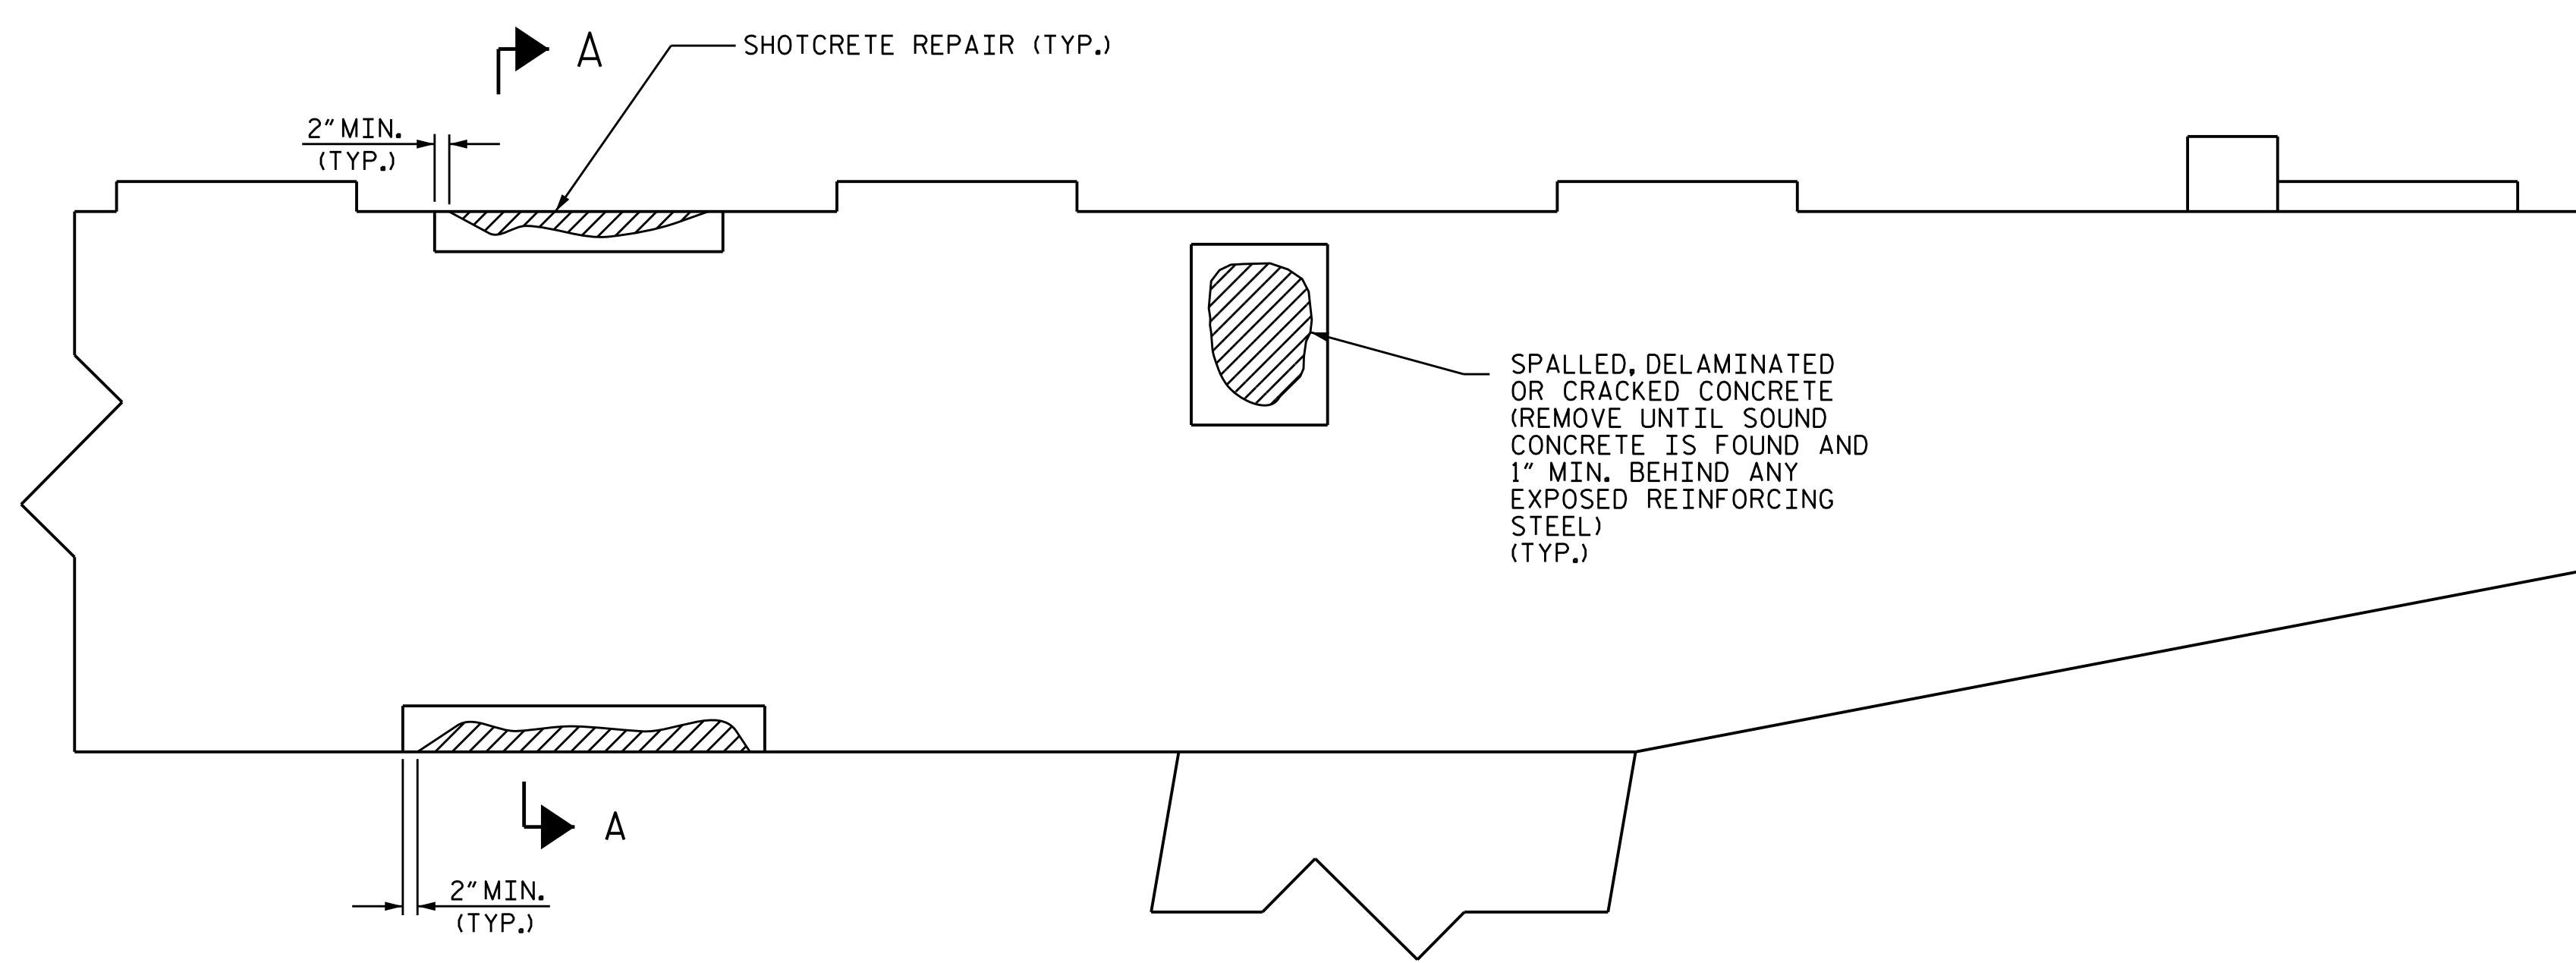 A
SHOTCRETE REPAIR (TYP.)
2" MIN.
(TYP.)
SPALLED, DELAMINATED
OR CRACKED CONCRETE
(REMOVE UNTIL SOUND
CONCRETE IS FOUND AND
1" MIN. BEHIND ANY
EXPOSED REINFORCING
STEEL)
(TYP.)
A
2" MIN.
(TYP.)